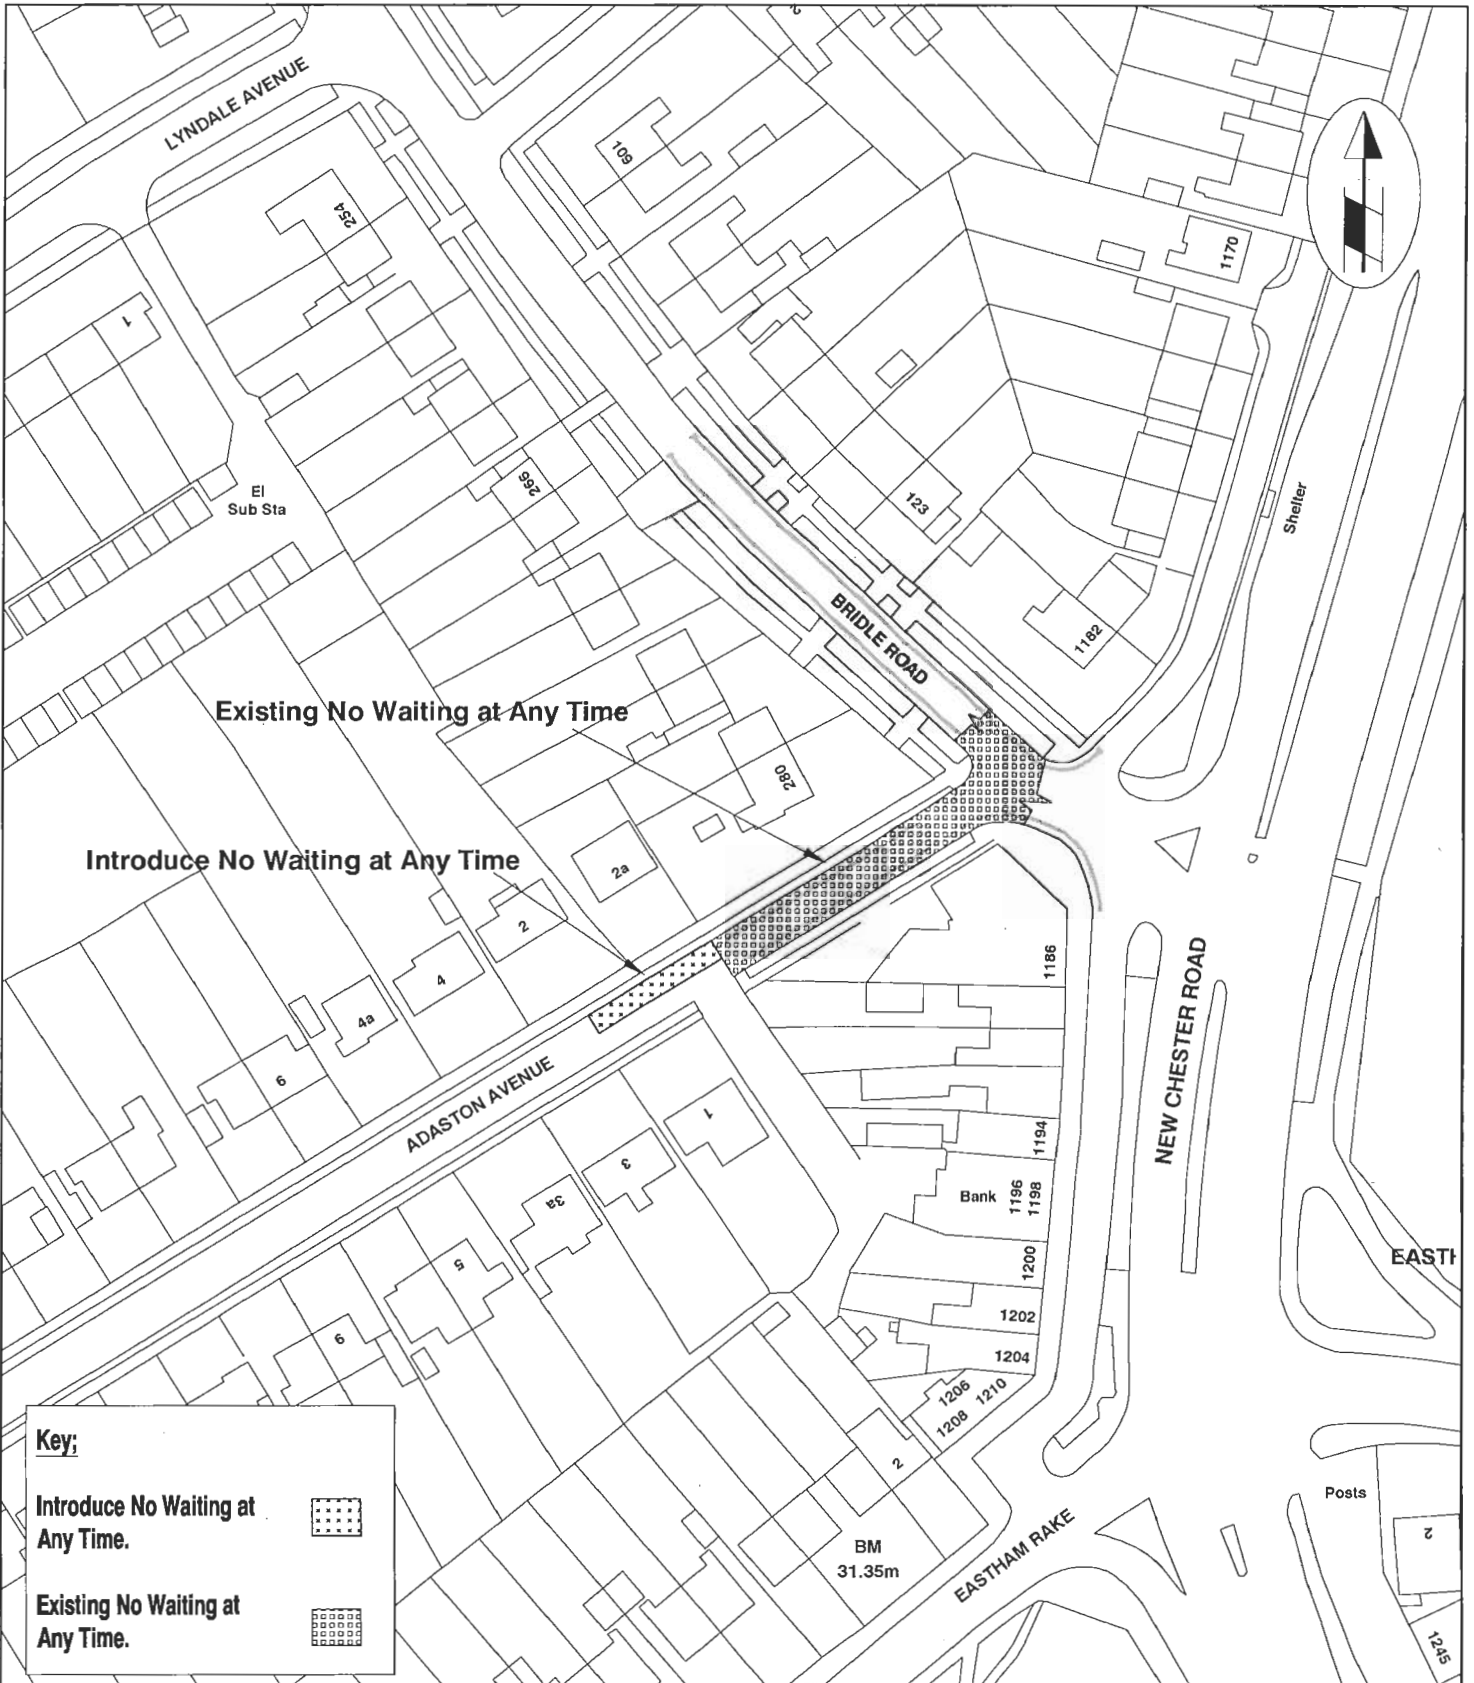 LYNDALE AVENUE
601
254
1170
1
El
Sub Sta
266
123
Shelter
BRIDLE ROAD
1182
Existing No Waiting at Any Time
280
Introduce No Waiting at Any Time
2a
2
4
4a
6
1186
NEW CHESTER ROAD
ADASTON AVENUE
1
3
3a
5
9
1194
Bank
1196
1198
1200
EASTH
1202
1204
1206
1210
1208
2
Key;
Introduce No Waiting at
Any Time.
Existing No Waiting at
Any Time.
BM
31.35m
EASTHAM RAKE
Posts
2
1245